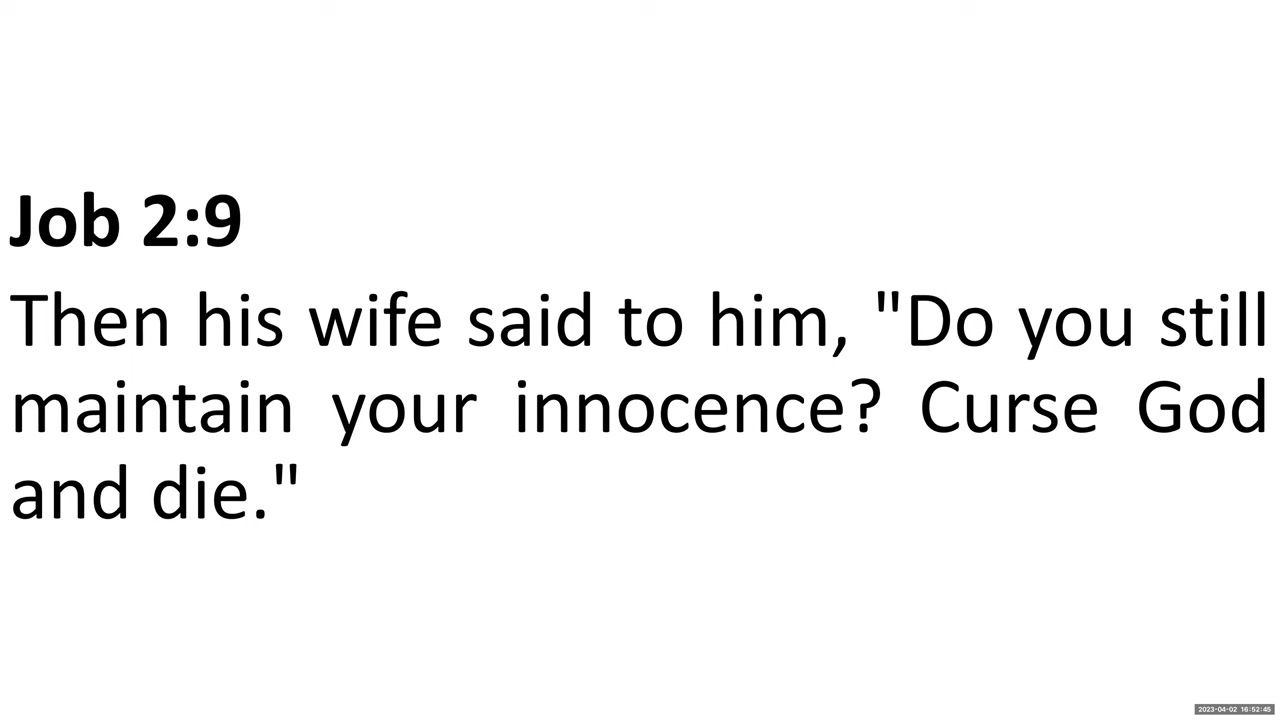 Job 2:9
Then his wife said to him, "Do you still
maintain your innocence? Curse God
and die."
2023-04-02 16:52:45